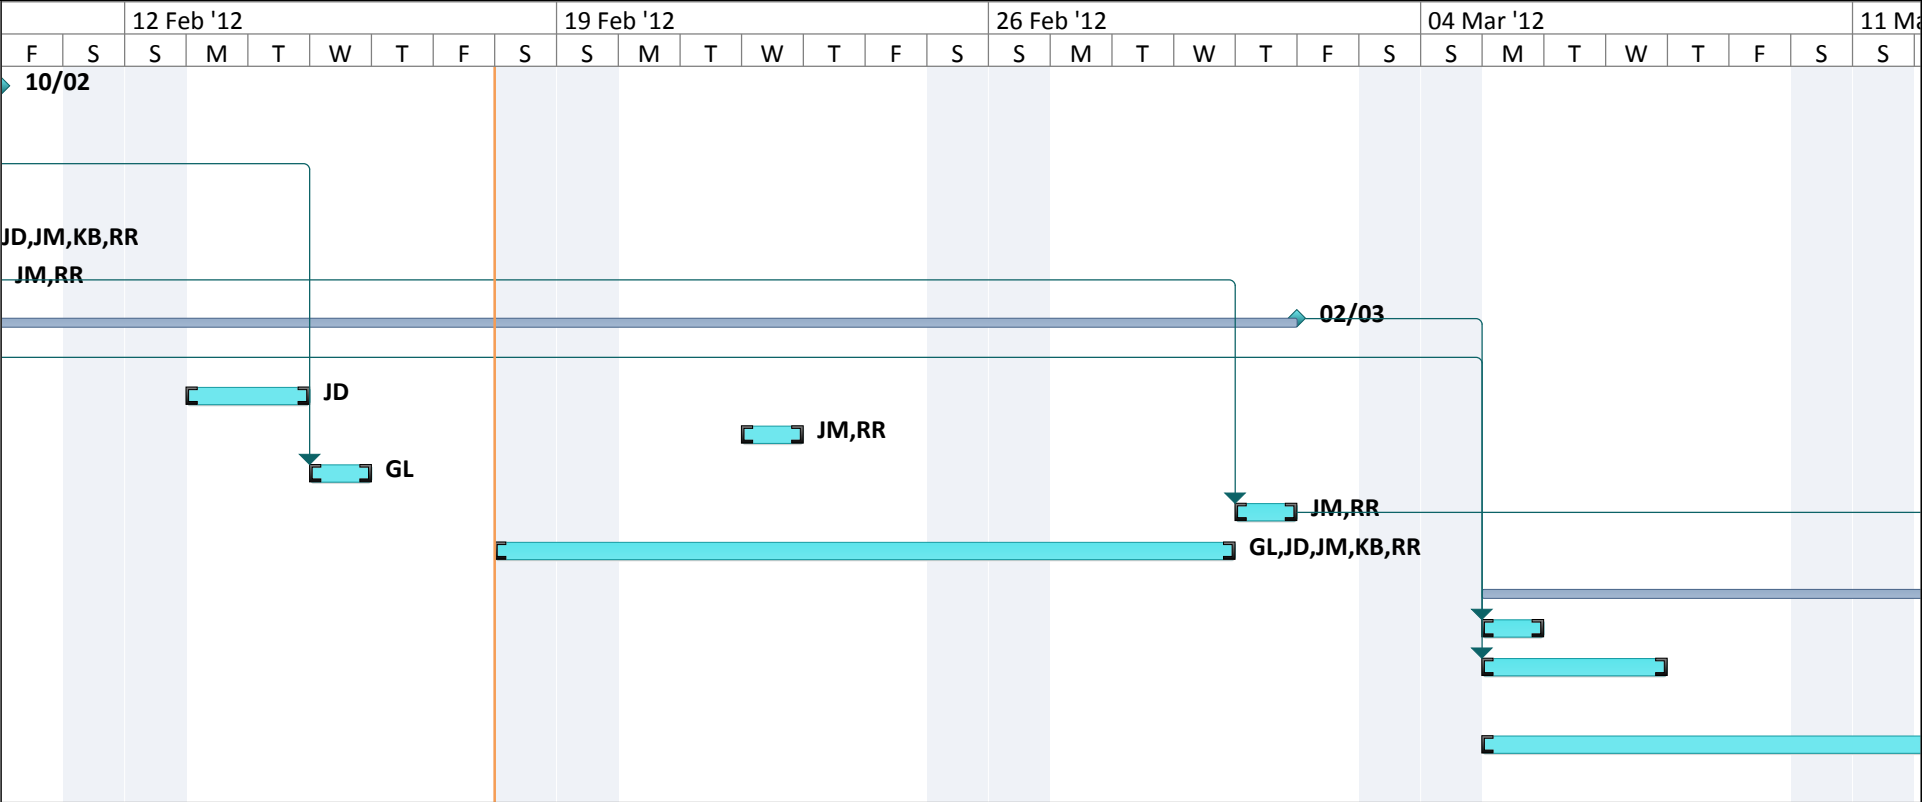 12 Feb '12 19 Feb '12 26 Feb '12 04 Mar '12 11
F S S M T W T F S S M T W T F S S M T W T F S S M T W T F S S
10/02
JD,JM,KB,RR
JM,RR
02/03
JD
JM,RR
GL
JM,RR
GL,JD,JM,KB,RR